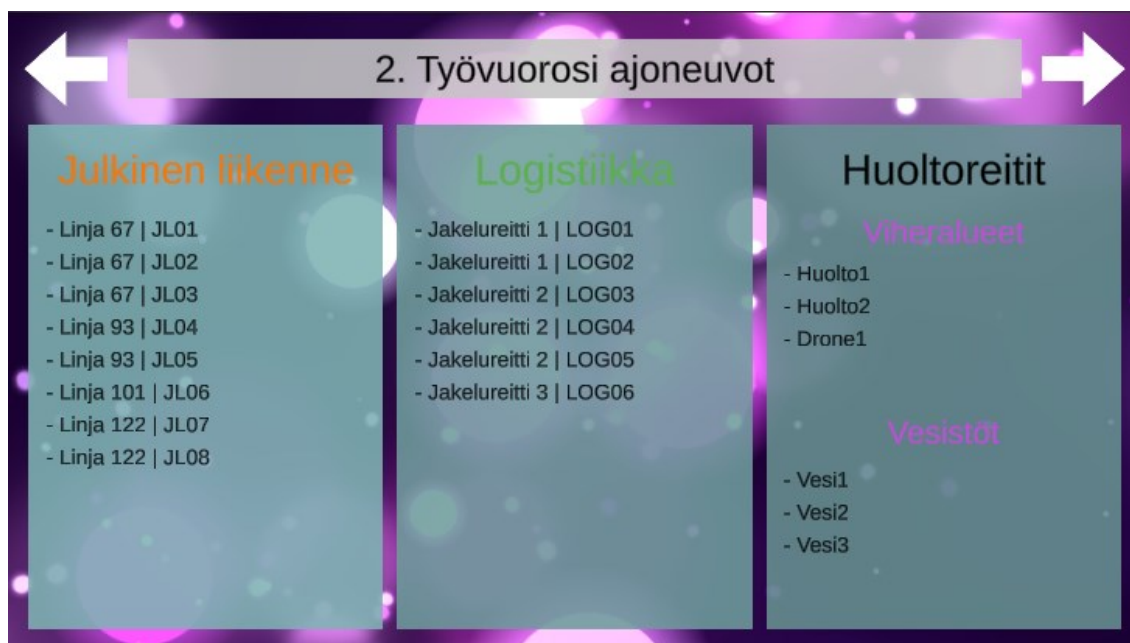 2. Työvuorosi ajoneuvot
Julkinen liikenne
- Linja 67 | JL01
- Linja 67 | JL02
- Linja 67 | JL03
- Linja 93 | JL04
- Linja 93 | JL05
- Linja 101 | JL06
- Linja 122 | JL07
- Linja 122 | JL08
Logistiikka
- Jakelureitti 1 | LOG01
- Jakelureitti 1 | LOG02
- Jakelureitti 2 | LOG03
- Jakelureitti 2 | LOG04
- Jakelureitti 2 | LOG05
- Jakelureitti 3 | LOG06
Huoltoreitit
Viheralueet
- Huolto1
- Huolto2
- Drone1
Vesistöt
- Vesi1
- Vesi2
- Vesi3